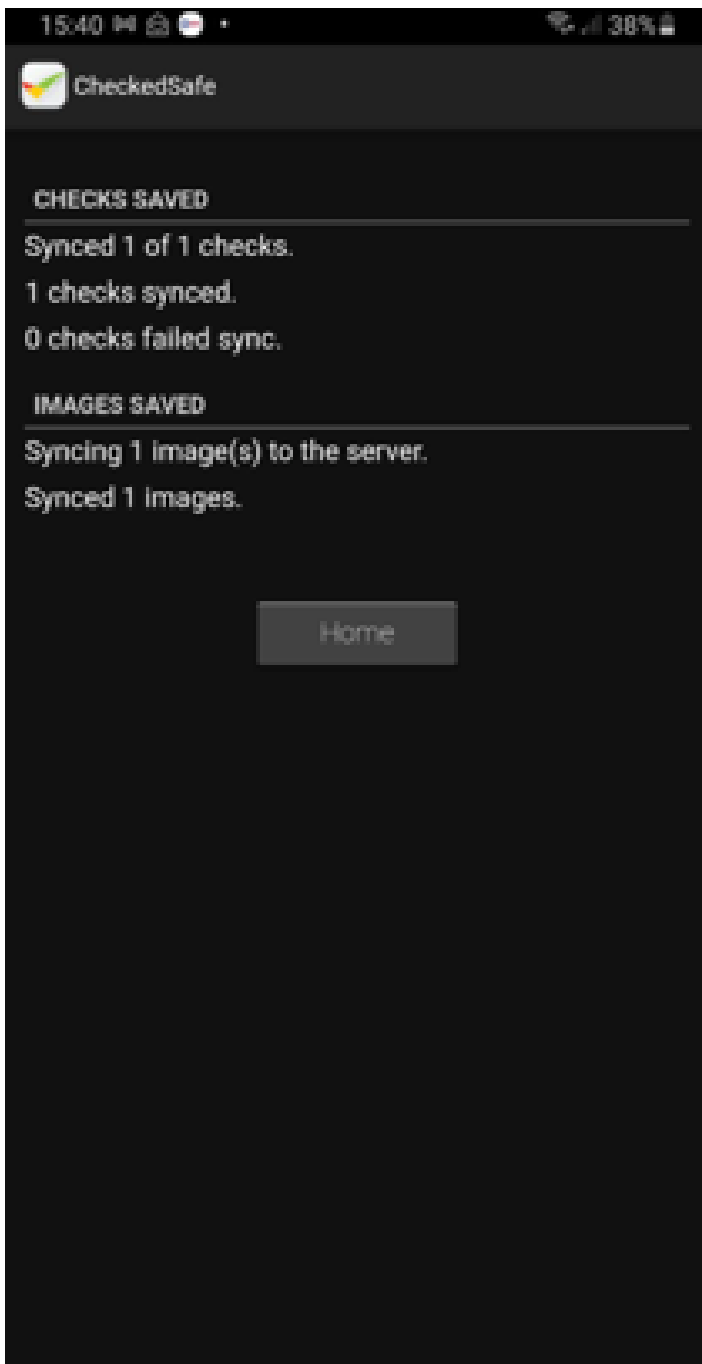 15:40
38%
CheckedSafe
CHECKS SAVED
Synced 1 of 1 checks.
1 checks synced.
0 checks failed sync.
IMAGES SAVED
Syncing 1 image(s) to the server.
Synced 1 images.
Home